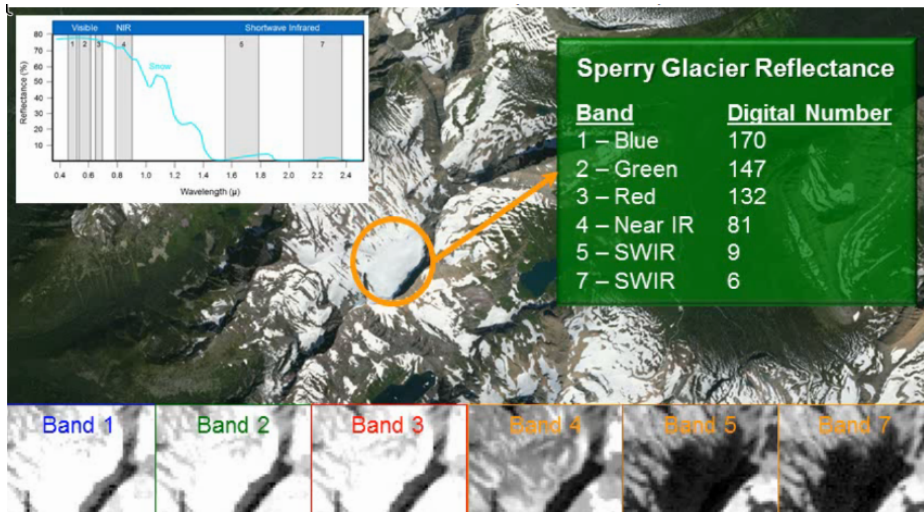 Visible NIR Shortwave Infrared
80
70
60
50
40
30
20
10
1 2 3 4 5 7
Snow
Reflectance (%)
0.4 0.6 0.8 1.0 1.2 1.4 1.6 1.8 2.0 2.2 2.4
Wavelength (μ)
Sperry Glacier Reflectance
Band Digital Number
1 – Blue 170
2 – Green 147
3 – Red 132
4 – Near IR 81
5 – SWIR 9
7 – SWIR 6
Band 1 Band 2 Band 3 Band 4 Band 5 Band 7